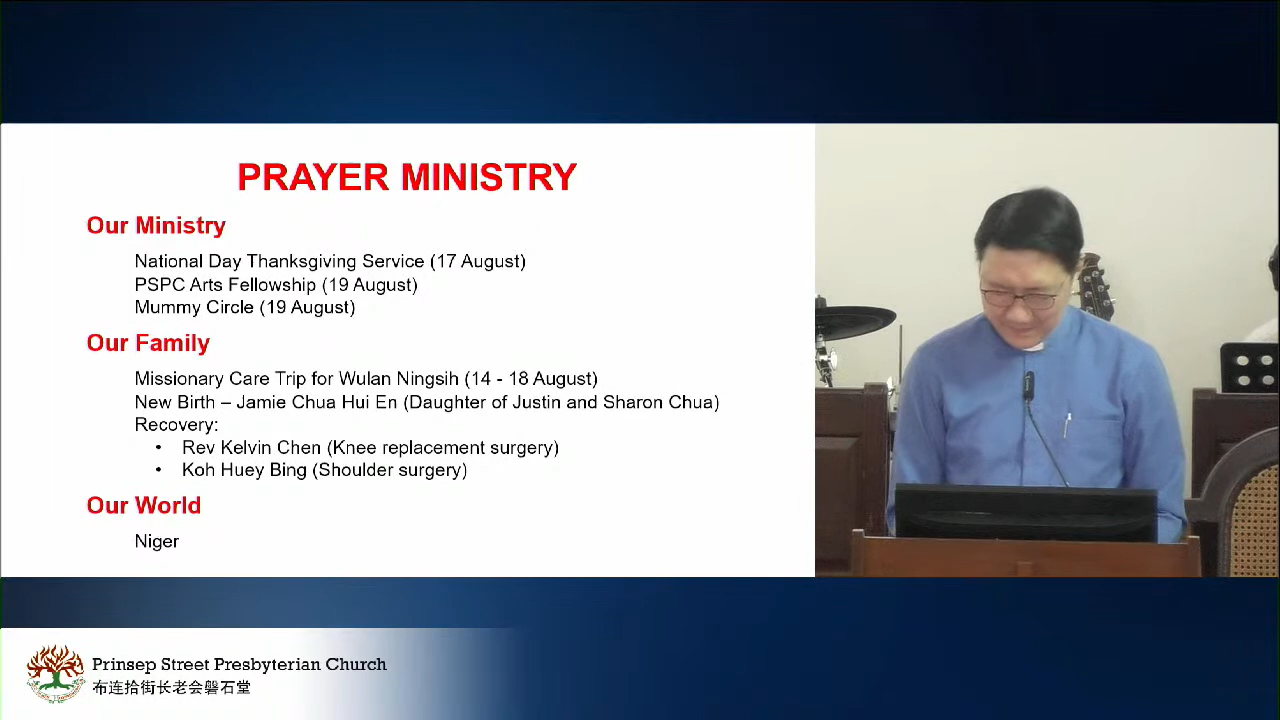 PRAYER MINISTRY
Our Ministry
National Day Thanksgiving Service (17 August)
PSPC Arts Fellowship (19 August)
Mummy Circle (19 August)
Our Family
Missionary Care Trip for Wulan Ningsih (14 - 18 August)
New Birth – Jamie Chua Hui En (Daughter of Justin and Sharon Chua)
Recovery:
• Rev Kelvin Chen (Knee replacement surgery)
• Koh Huey Bing (Shoulder surgery)
Our World
Niger
Prinsep Street Presbyterian Church
布连拾街长老会磐石堂